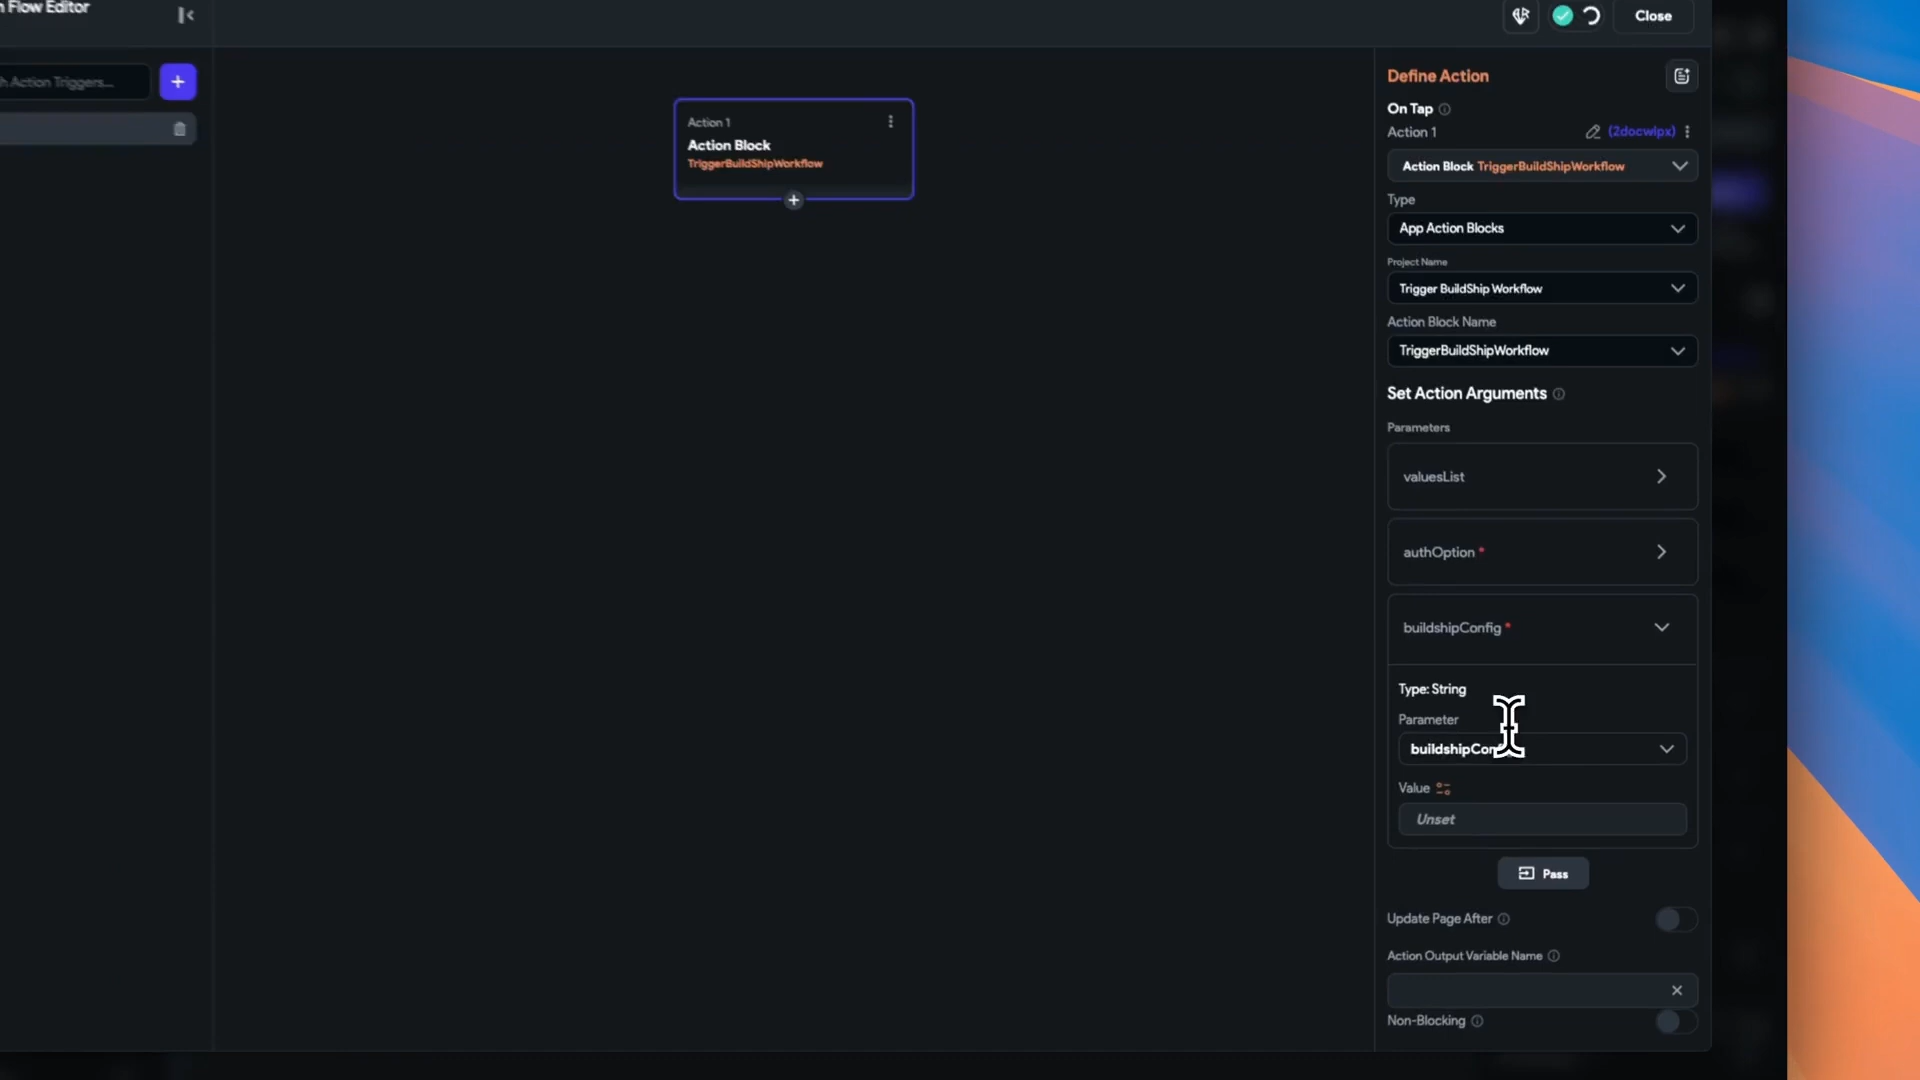 Flow Editor
Close
Action Triggers...
Action 1
Action Block
TriggerBuildShipWorkflow
Define Action
On Tap
Action 1
(2docwipx)
Action Block TriggerBuildShipWorkflow
Type
App Action Blocks
Project Name
Trigger BuildShip Workflow
Action Block Name
TriggerBuildShipWorkflow
Set Action Arguments
Parameters
valuesList
authOption *
buildshipConfig *
Type: String
Parameter
Value
Unset
Pass
Update Page After
Action Output Variable Name
Non-Blocking